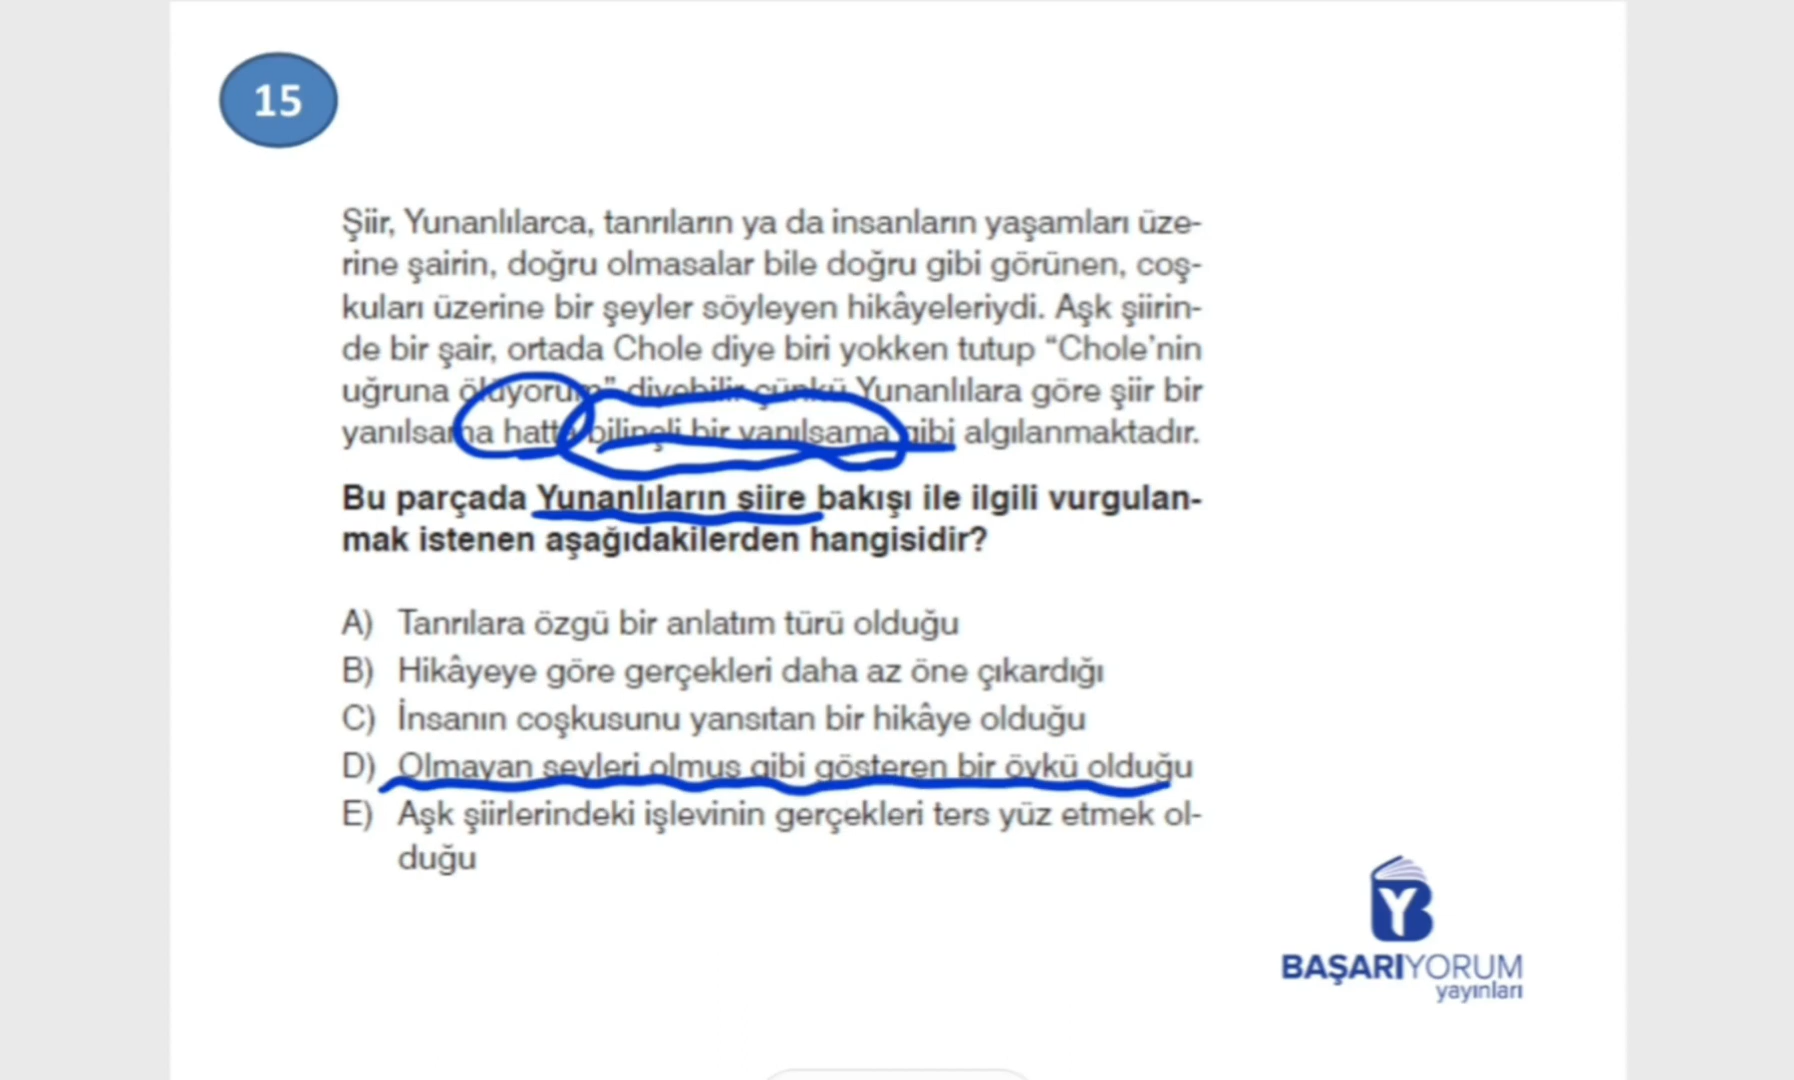 15
Şiir, Yunanlılarca, tanrıların ya da insanların yaşamları üze-
rine şairin, doğru olmasalar bile doğru gibi görünen, coş-
kuları üzerine bir şeyler söyleyen hikâyeleriydi. Aşk şiirin-
de bir şair, ortada Chole diye biri yokken tutup “Chole’nin
uğruna ölüyorum” diyebilir çünkü Yunanlılara göre şiir bir
yanılsama hatta bilinçli bir yanılsama gibi algılanmaktadır.
Bu parçada Yunanlıların şiire bakışı ile ilgili vurgulan-
mak istenen aşağıdakilerden hangisidir?
A) Tanrılara özgü bir anlatım türü olduğu
B) Hikâyeye göre gerçekleri daha az öne çıkardığı
C) İnsanın coşkusunu yansıtan bir hikâye olduğu
D) Olmayan şeyleri olmuş gibi gösteren bir öykü olduğu
E) Aşk şiirlerindeki işlevinin gerçekleri ters yüz etmek ol-
duğu
BAŞARIYORUM
yayınları